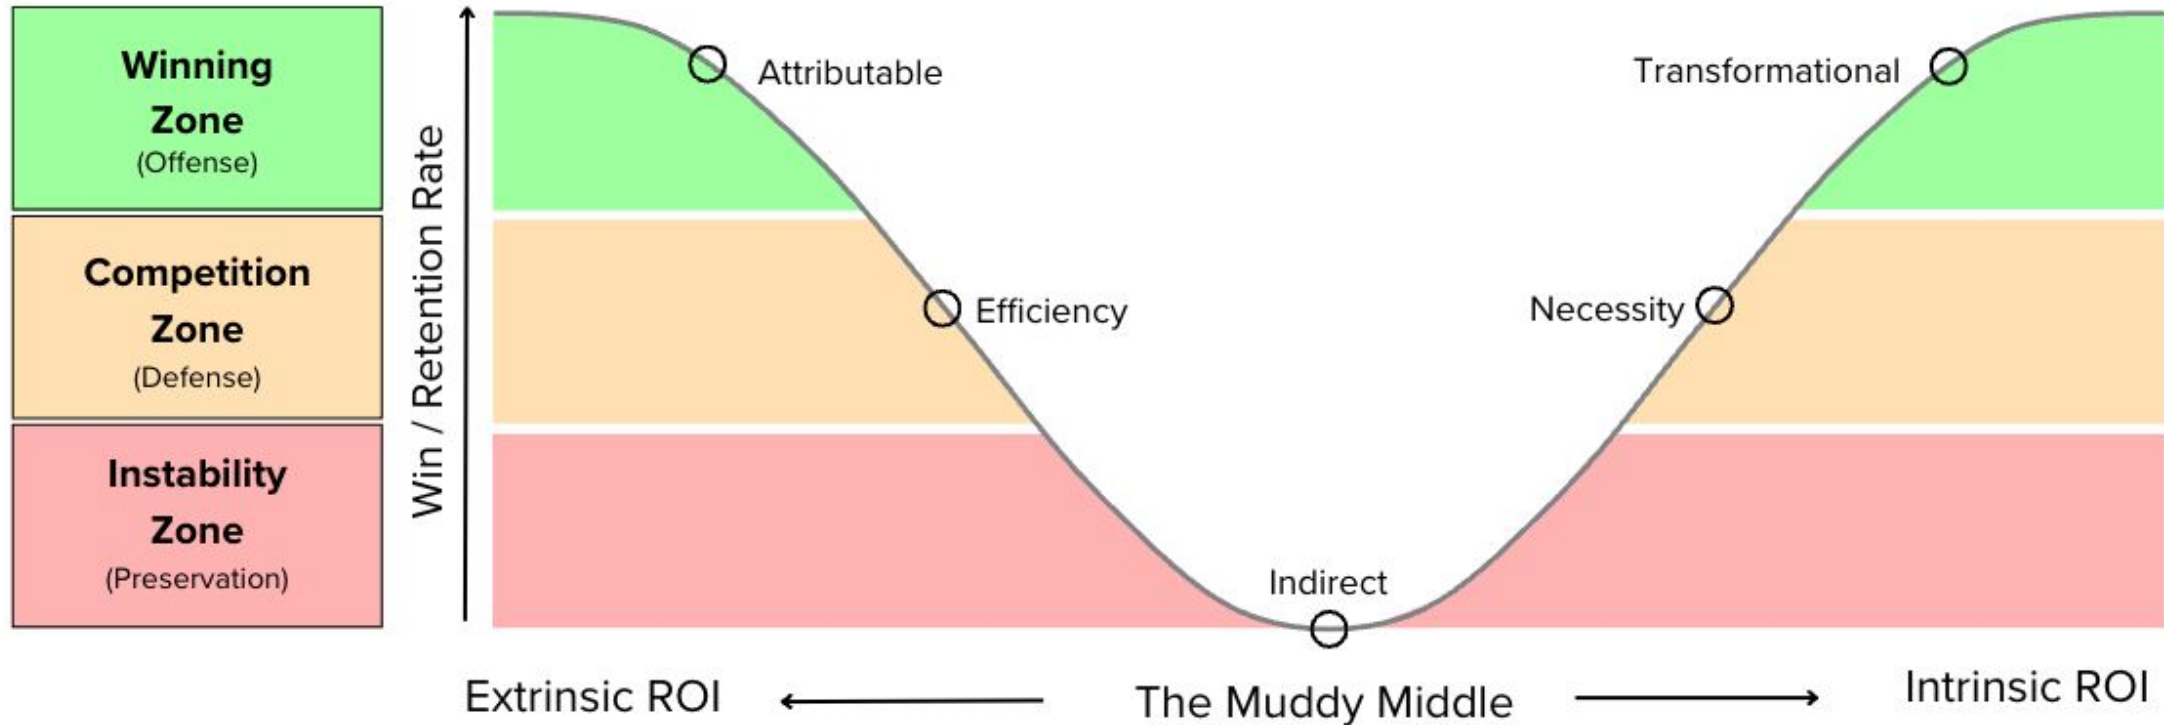 Winning
Zone
(Offense)
Competition
Zone
(Defense)
Instability
Zone
(Preservation)
Win / Retention Rate
Attributable
Transformational
Efficiency
Necessity
Indirect
Extrinsic ROI
The Muddy Middle
Intrinsic ROI